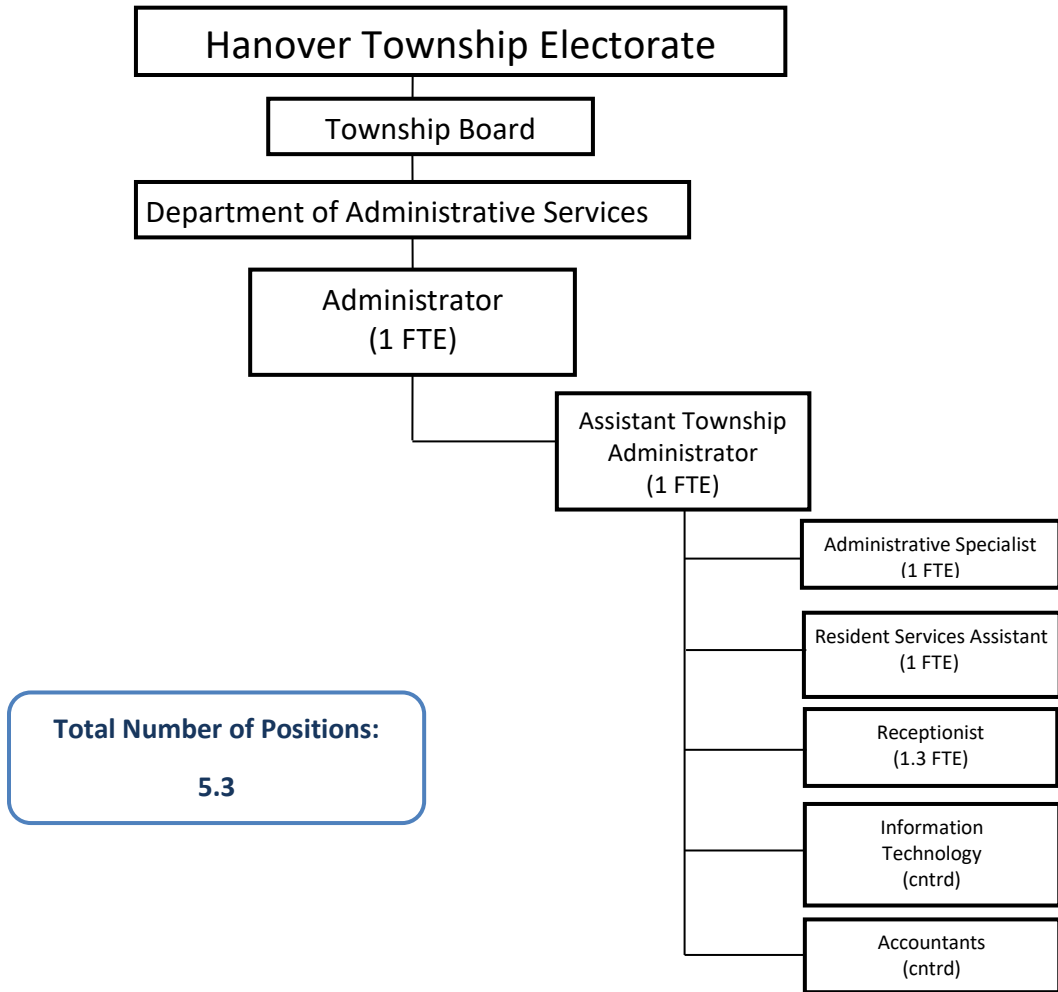 Hanover Township Electorate
Township Board
Department of Administrative Services
Administrator
(1 FTE)
Assistant Township
Administrator
(1 FTE)
Administrative Specialist
(1 FTE)
Resident Services Assistant
(1 FTE)
Total Number of Positions:
5.3
Receptionist
(1.3 FTE)
Information
Technology
(cntrd)
Accountants
(cntrd)